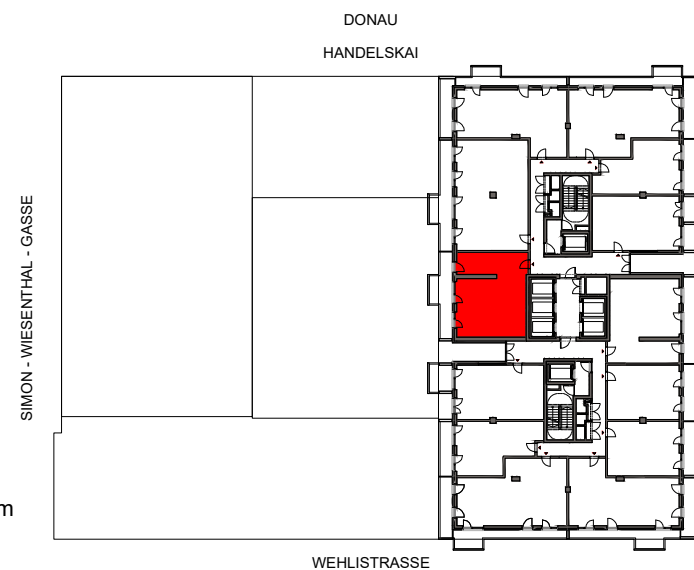 DONAU
HANDELSKAI
SIMON - WIESENTHAL - GASSE
m
WEHLISTRASSE